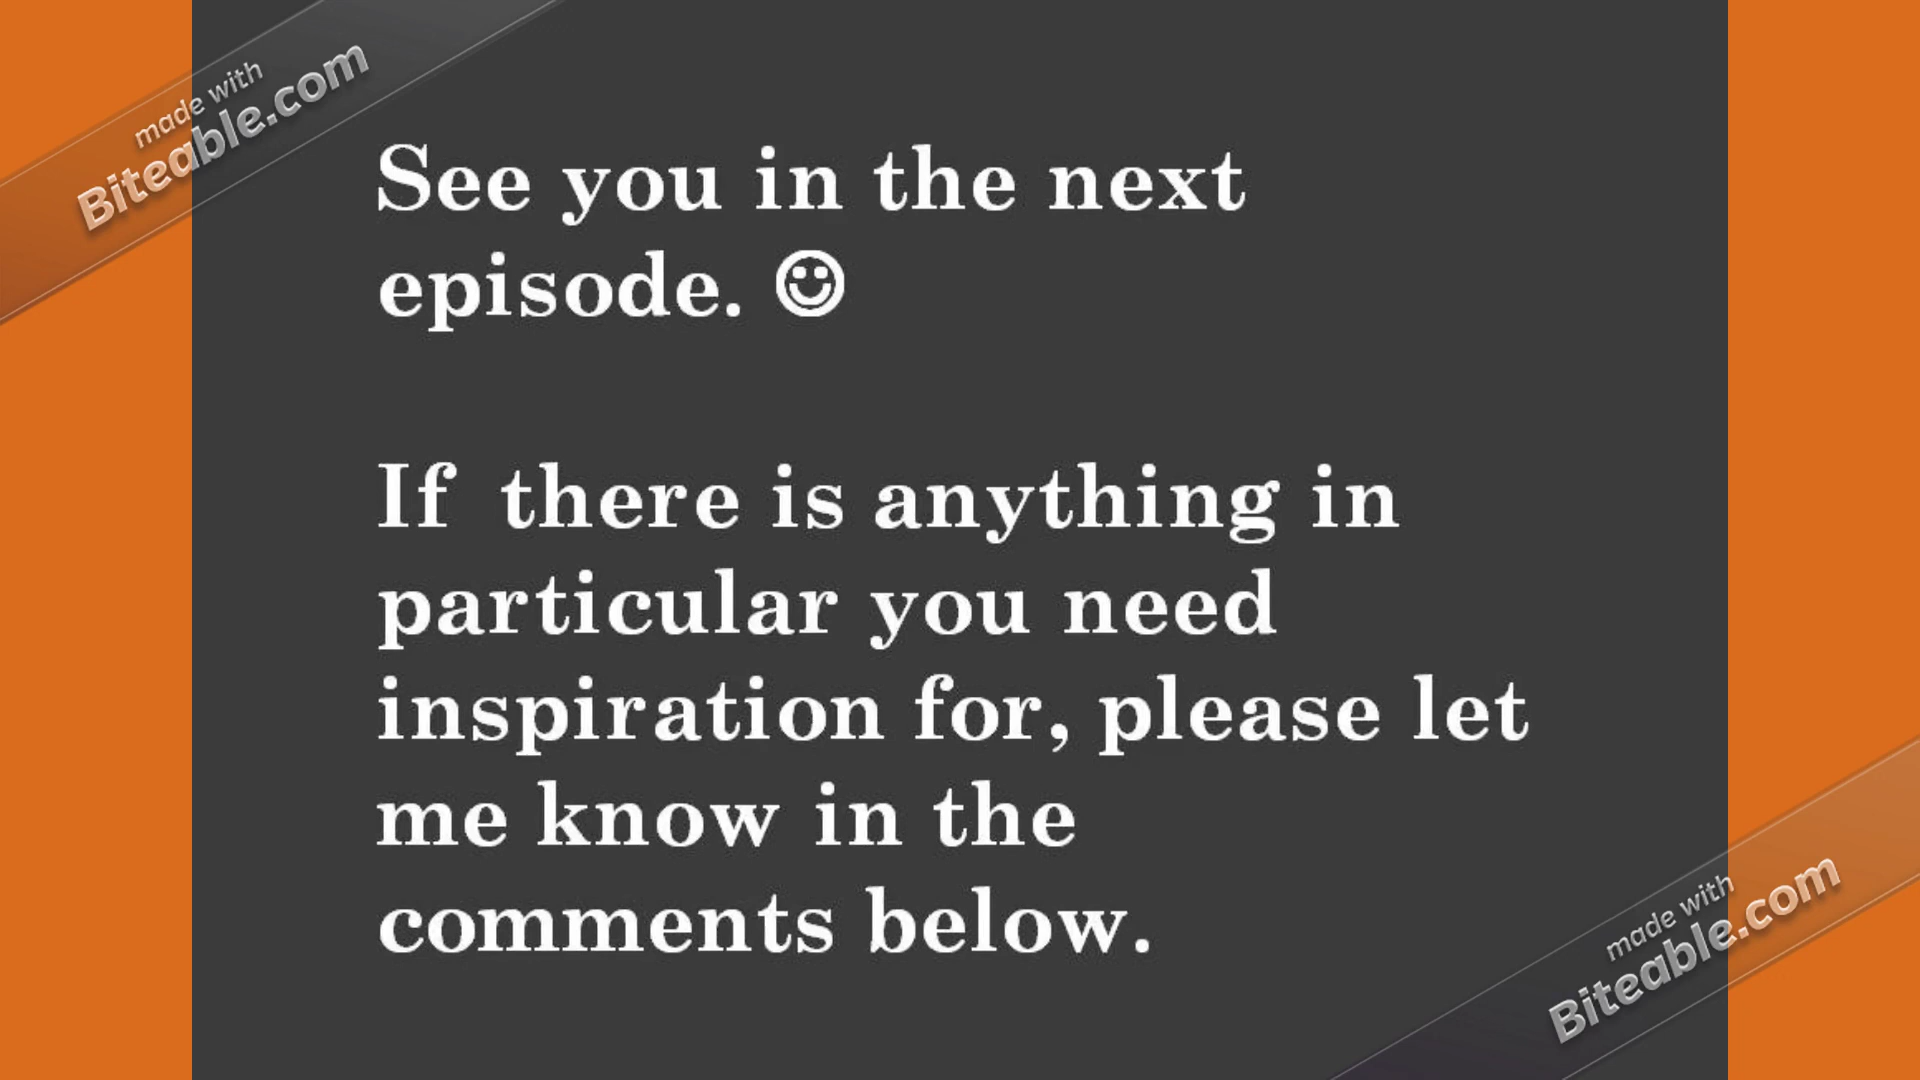 made with
Biteable.com
See you in the next
episode. ☺
If there is anything in
particular you need
inspiration for, please let
me know in the
comments below.
made with
Biteable.com